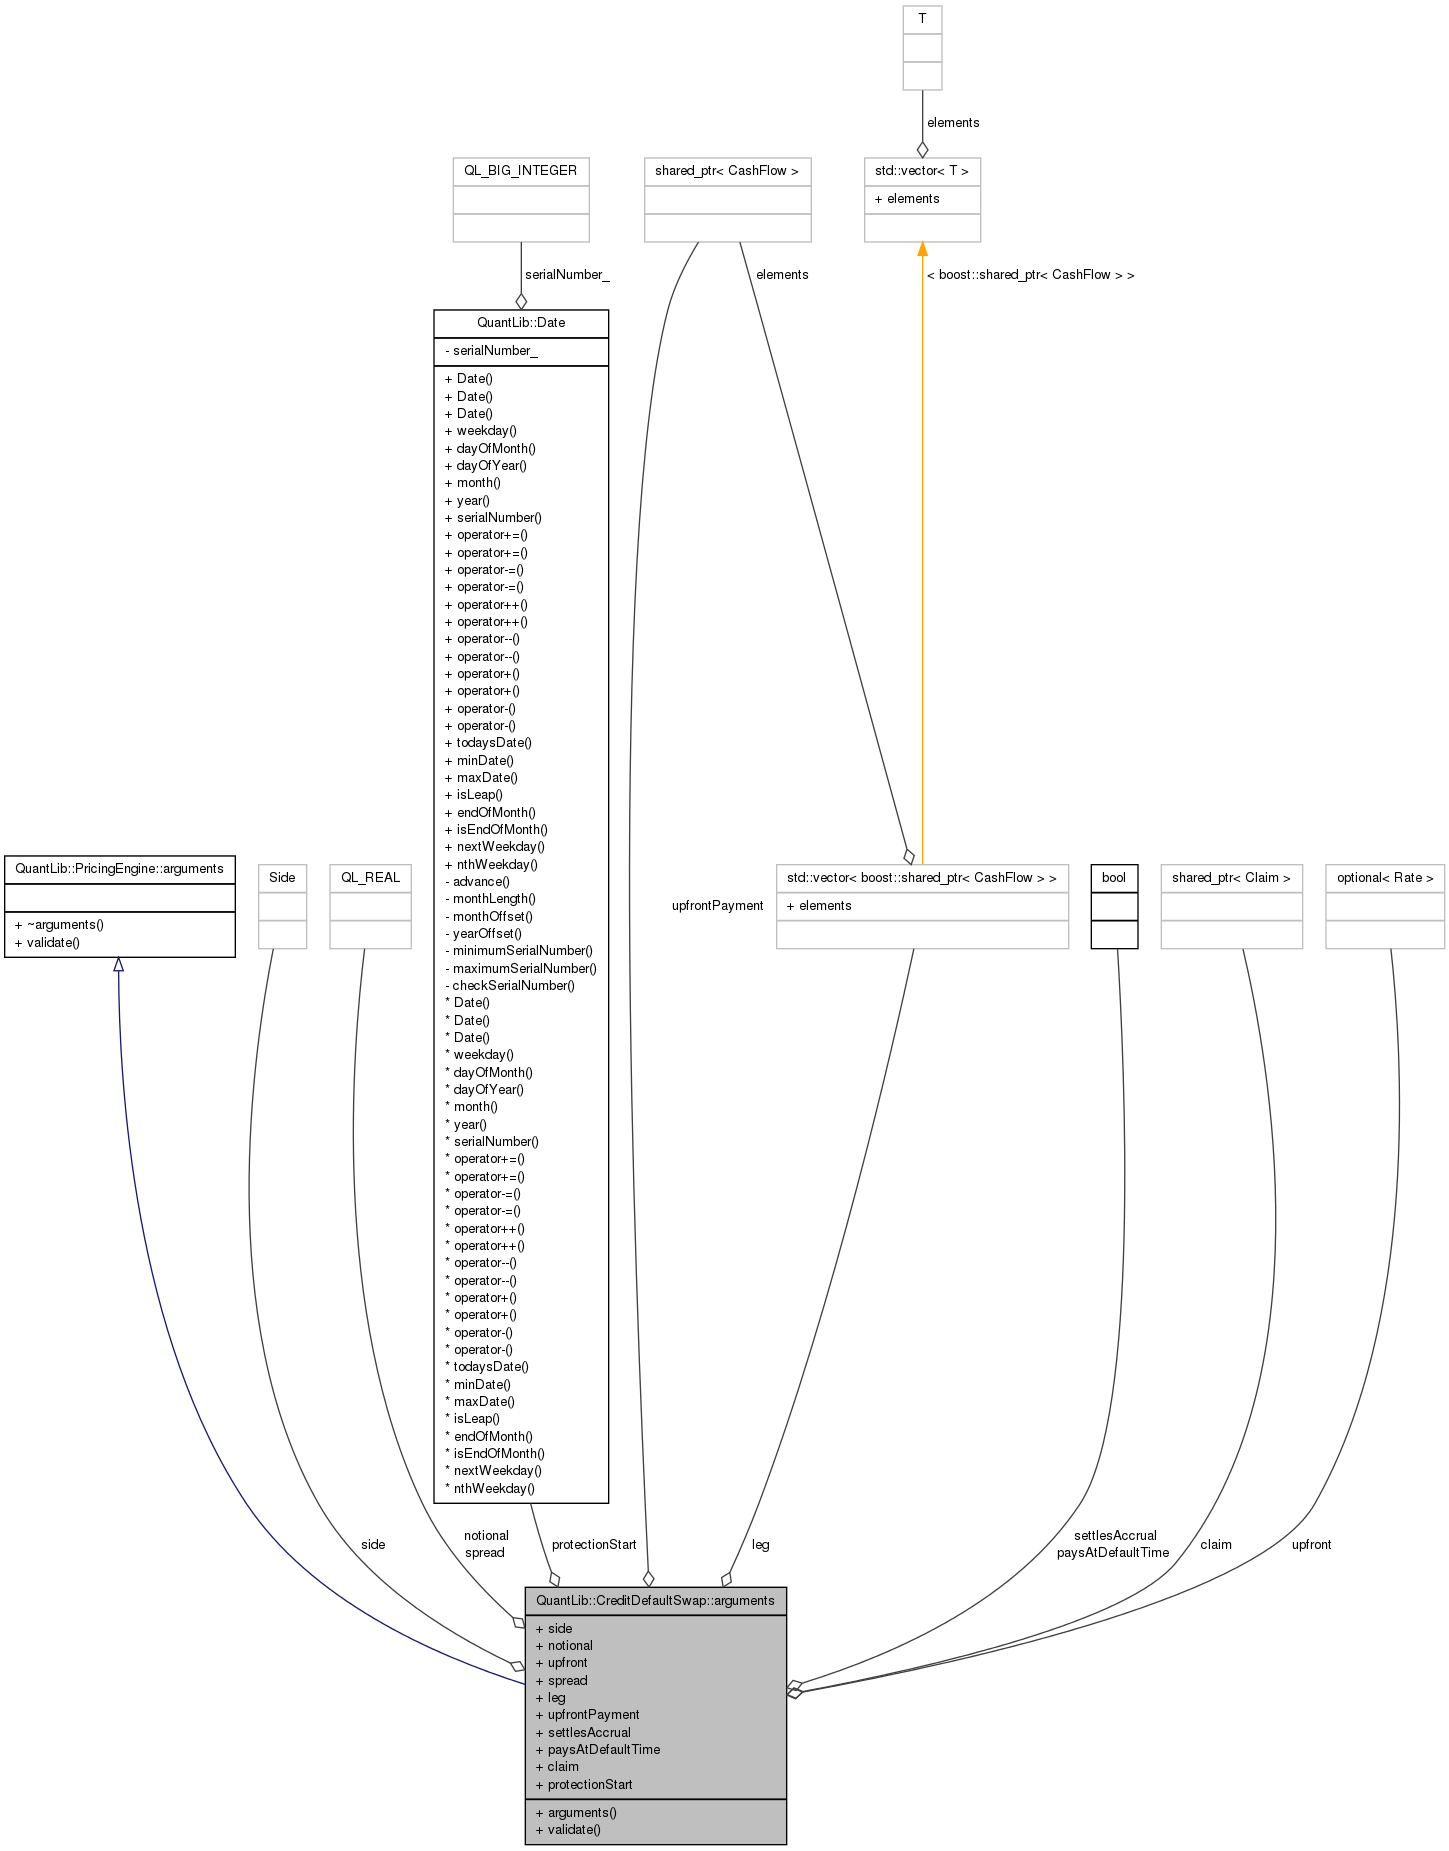 T
elements
QL_BIG_INTEGER
shared_ptr< CashFlow >
std::vector< T >
+ elements
serialNumber_
elements
< boost::shared_ptr< CashFlow > >
QuantLib::Date
- serialNumber_
+ Date()
+ Date()
+ Date()
+ weekday()
+ dayOfMonth()
+ dayOfYear()
+ month()
+ year()
+ serialNumber()
+ operator+=()
+ operator+=()
+ operator-=()
+ operator-=()
+ operator++()
+ operator++()
+ operator--()
+ operator--()
+ operator+()
+ operator+()
+ operator-()
+ operator-()
+ todaysDate()
+ minDate()
+ maxDate()
+ isLeap()
+ endOfMonth()
+ isEndOfMonth()
+ nextWeekday()
+ nthWeekday()
- advance()
- monthLength()
- monthOffset()
- yearOffset()
- minimumSerialNumber()
- maximumSerialNumber()
- checkSerialNumber()
* Date()
* Date()
* Date()
* weekday()
* dayOfMonth()
* dayOfYear()
* month()
* year()
* serialNumber()
* operator+=()
* operator+=()
* operator-=()
* operator-=()
* operator++()
* operator++()
* operator--()
* operator--()
* operator+()
* operator+()
* operator-()
* operator-()
* todaysDate()
* minDate()
* maxDate()
* isLeap()
* endOfMonth()
* isEndOfMonth()
* nextWeekday()
* nthWeekday()
QuantLib::PricingEngine::arguments
+ ~arguments()
+ validate()
Side
QL_REAL
upfrontPayment
std::vector< boost::shared_ptr< CashFlow > >
+ elements
bool
shared_ptr< Claim >
optional< Rate >
side
notional
spread
protectionStart
leg
settlesAccrual
paysAtDefaultTime
claim
upfront
QuantLib::CreditDefaultSwap::arguments
+ side
+ notional
+ upfront
+ spread
+ leg
+ upfrontPayment
+ settlesAccrual
+ paysAtDefaultTime
+ claim
+ protectionStart
+ arguments()
+ validate()